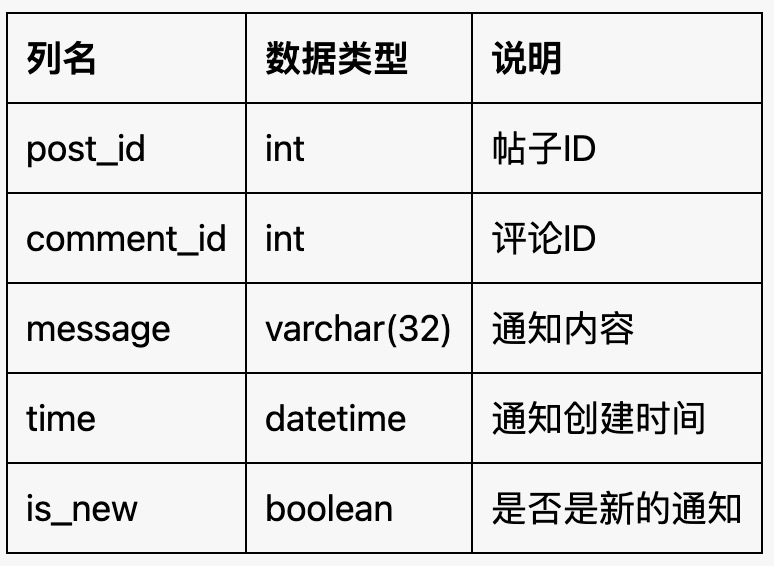 列名 数据类型 说明
post_id int 帖子ID
comment_id int 评论ID
message varchar(32) 通知内容
time datetime 通知创建时间
is_new boolean 是否是新的通知